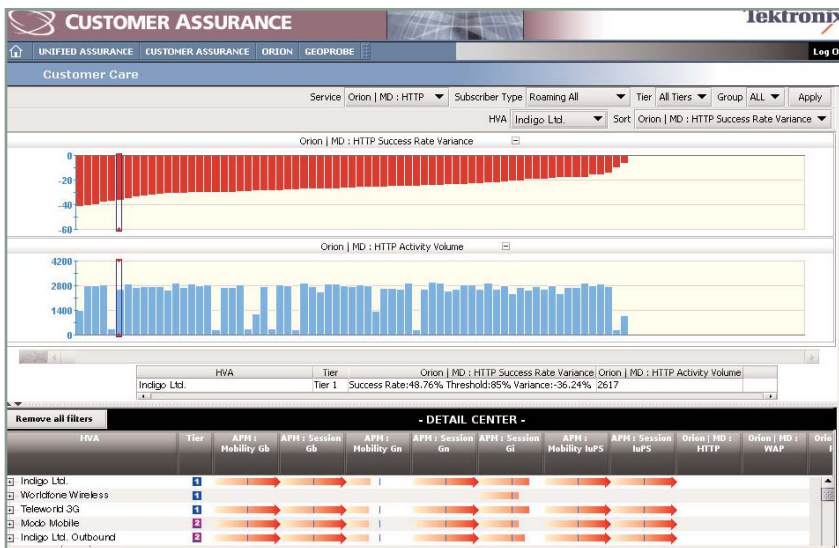 CUSTOMER ASSURANCE
Tektronix
UNIFIED ASSURANCE CUSTOMER ASSURANCE ORION GEOPROBE Log O
Customer Care
Service Orion | MD : HTTP Subscriber Type Roaming All Tier All Tiers Group ALL Apply
HVA Indigo Ltd. Sort Orion | MD : HTTP Success Rate Variance
Orion | MD : HTTP Success Rate Variance
0
-20
-40
-60
Orion | MD : HTTP Activity Volume
4200
2800
1400
0
HVA Tier Orion | MD : HTTP Success Rate Variance Orion | MD : HTTP Activity Volume
Indigo Ltd. Tier 1 Success Rate:48.76% Threshold:85% Variance:-36.24% 2617
Remove all filters - DETAIL CENTER -
HVA Tier APM : Mobility Gb APM : Session Gb APM : Mobility Gn APM : Session Gn APM : Session Gi APM : Mobility IuPS APM : Session IuPS Orion | MD : HTTP Orion | MD : WAP Orio
Indigo Ltd. 1
Worldfone Wireless 1
Teleworld 3G 1
Modo Mobile 2
Indigo Ltd. Outbound 2